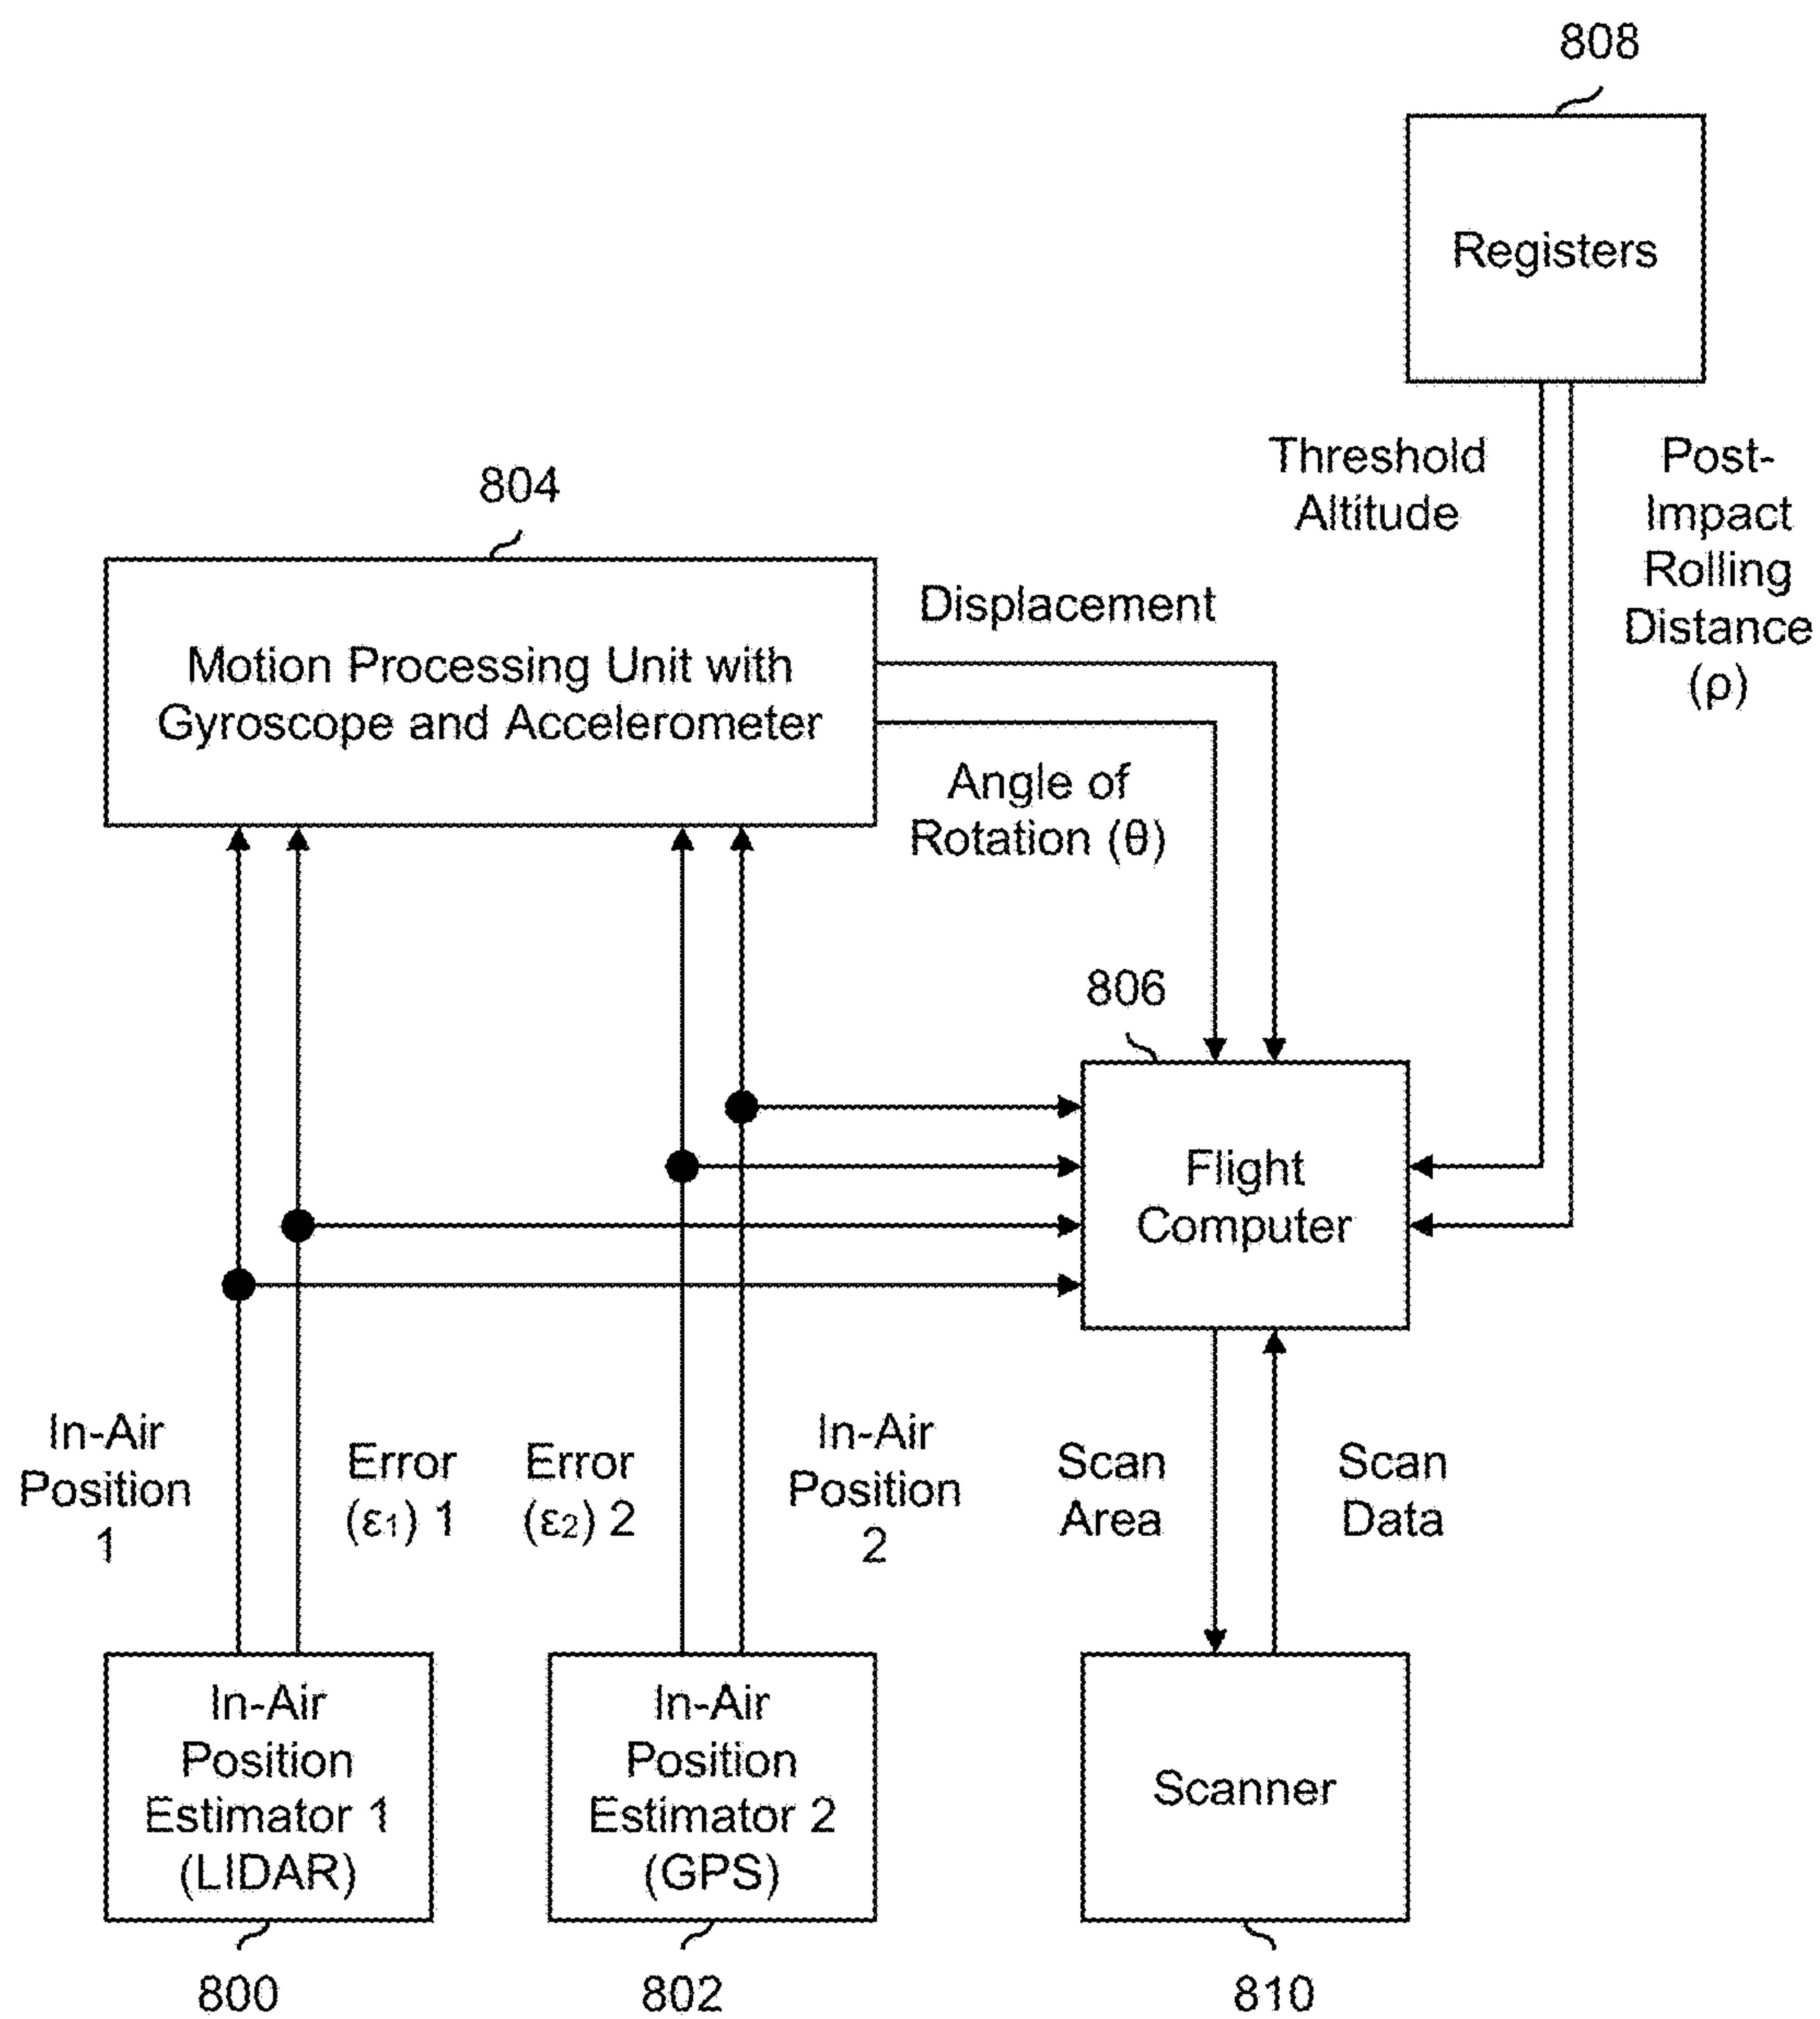 808
Registers
Threshold
Altitude
Post-
Impact
Rolling
Distance
(ρ)
804
Motion Processing Unit with
Gyroscope and Accelerometer
Displacement
Angle of
Rotation (θ)
806
Flight
Computer
In-Air
Position
1
Error
(ε₁) 1
Error
(ε₂) 2
In-Air
Position
2
Scan
Area
Scan
Data
In-Air
Position
Estimator 1
(LIDAR)
In-Air
Position
Estimator 2
(GPS)
Scanner
800
802
810